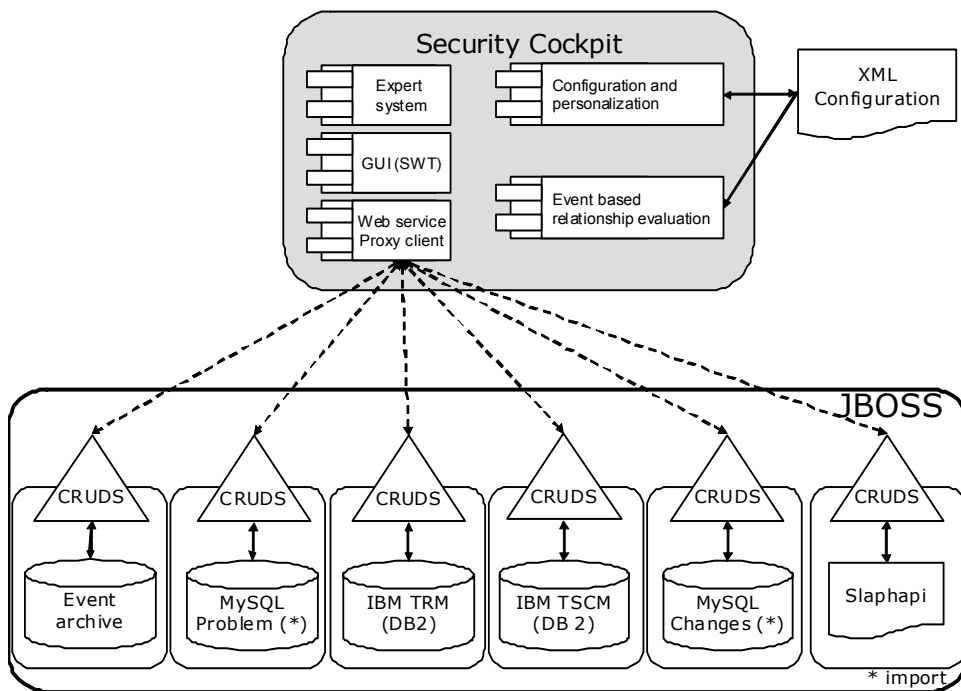 Security Cockpit
Expert
system
Configuration and
personalization
XML
Configuration
GUI(SWT)
Event based
relationship evaluation
Web service
Proxy client
JBOSS
CRUDS
CRUDS
CRUDS
CRUDS
CRUDS
CRUDS
Event
archive
MySQL
Problem (*)
IBM TRM
(DB2)
IBM TSCM
(DB 2)
MySQL
Changes (*)
Slaphapi
* import